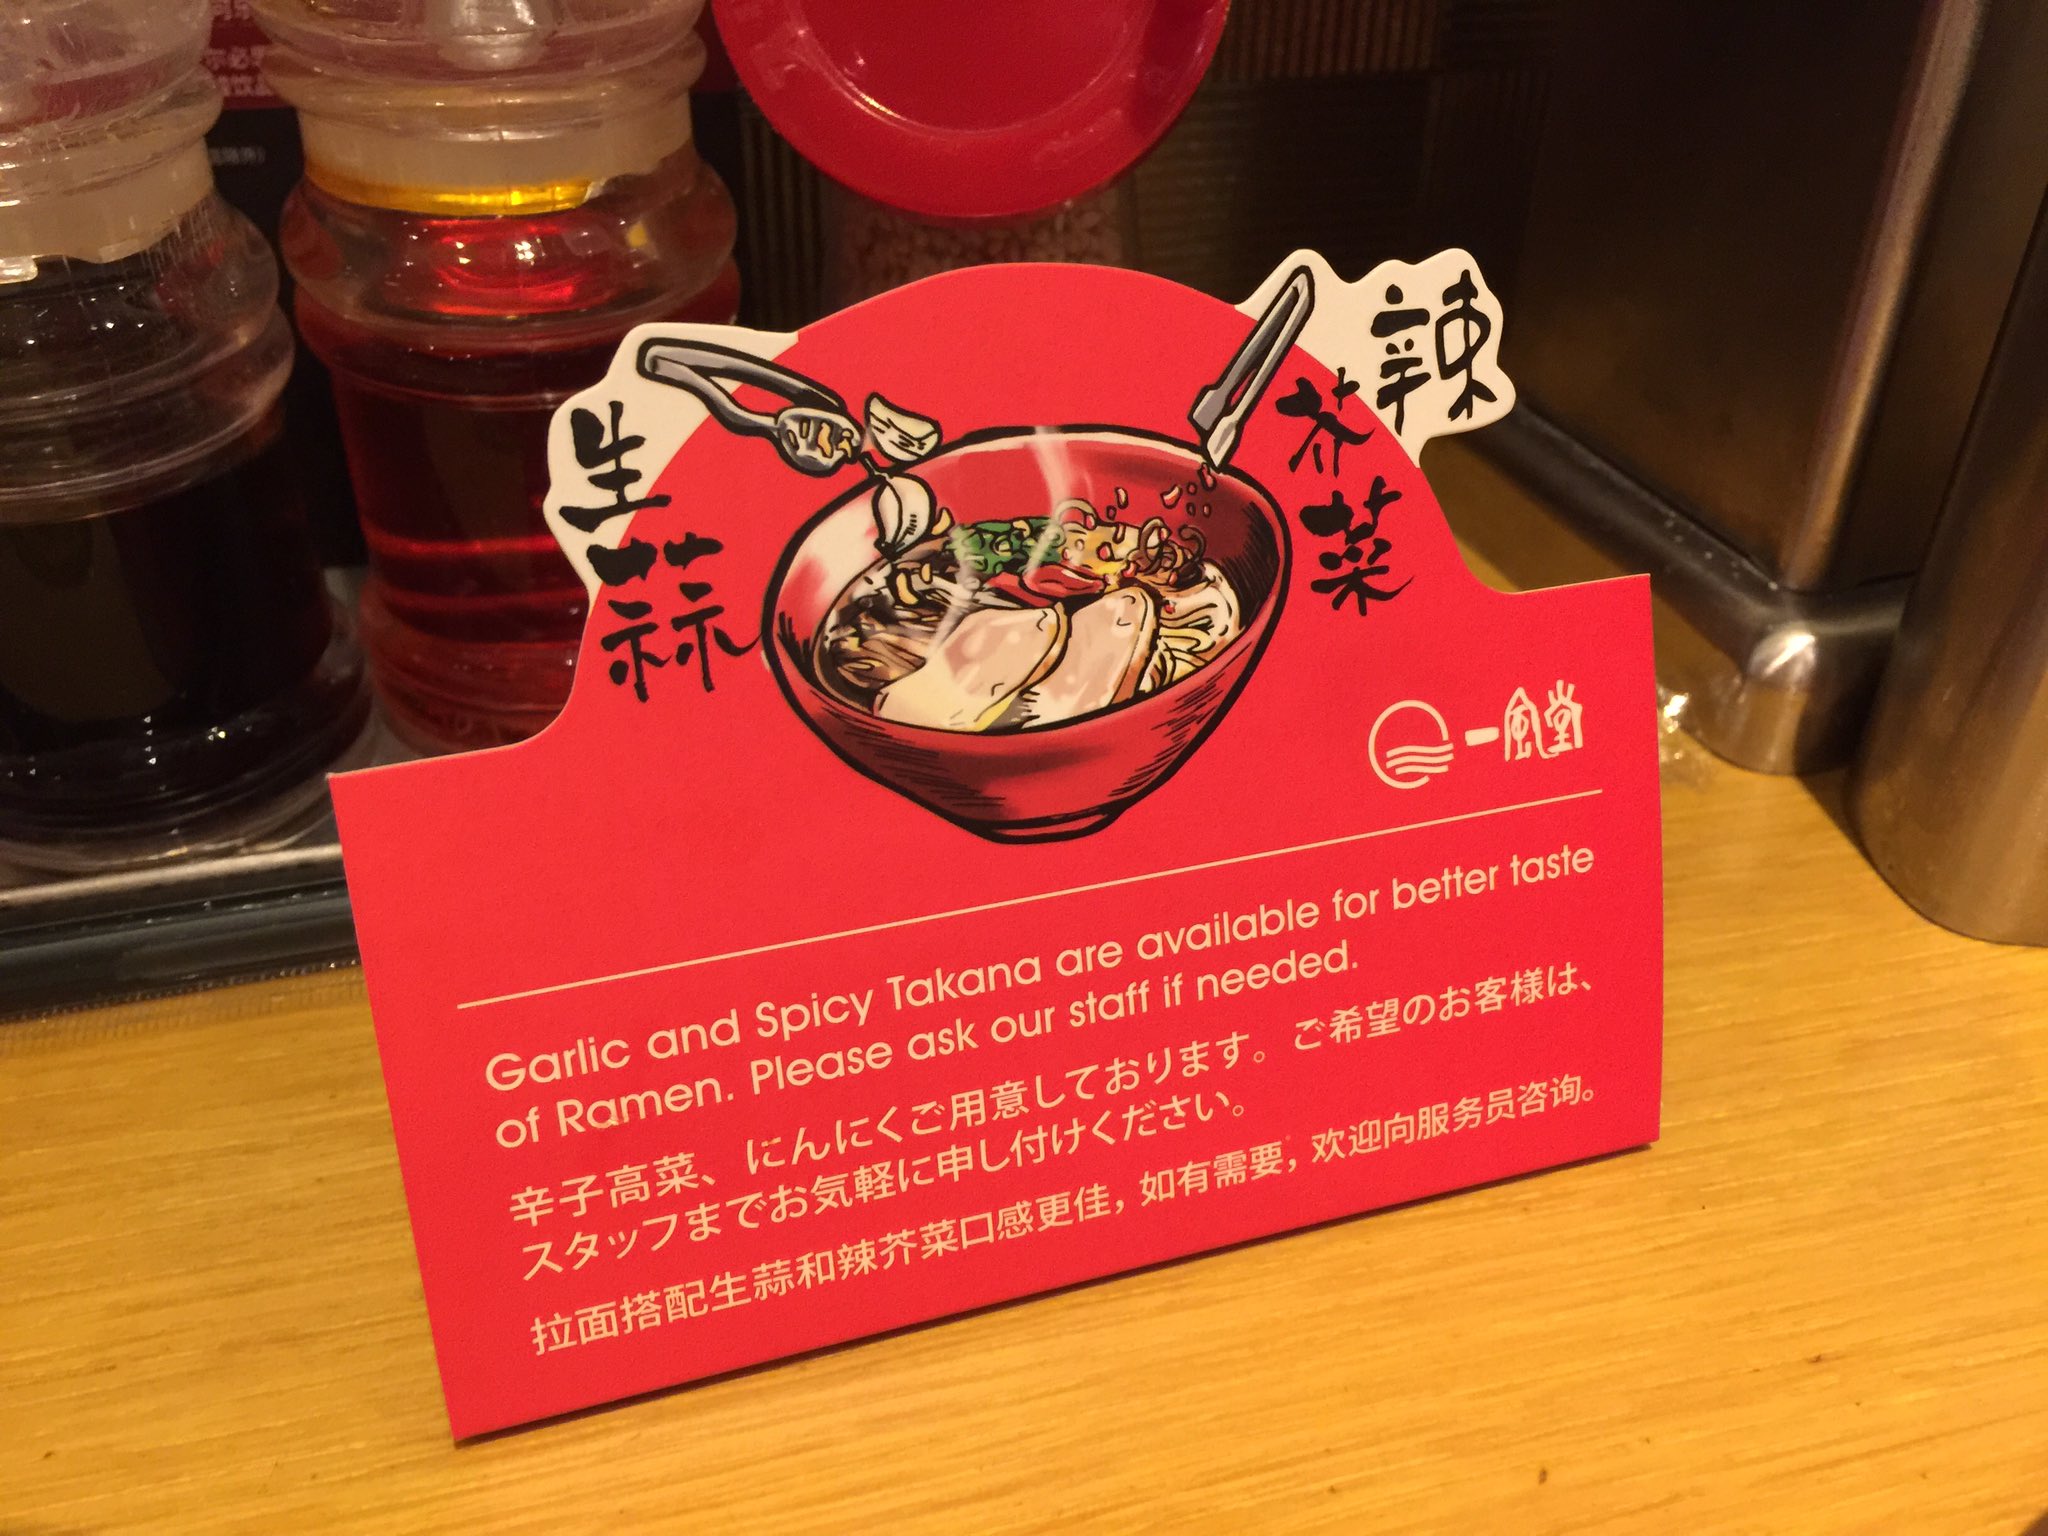 生蒜
辣
芥菜
一風堂
Garlic and Spicy Takana are available for better taste
of Ramen. Please ask our staff if needed.
辛子高菜、にんにくご用意しております。ご希望のお客様は、
スタッフまでお気軽に申し付けください。
拉面搭配生蒜和辣芥菜口感更佳，如有需要，欢迎向服务员咨询。